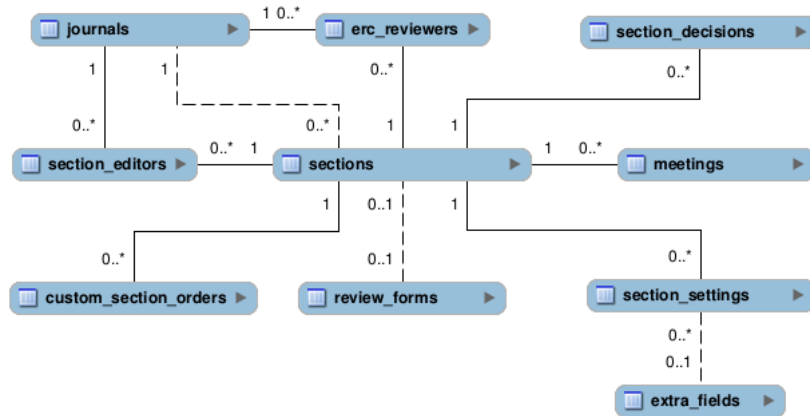 journals
1 0..*
erc_reviewers
section_decisions
1
1
0..*
0..*
0..*
0..*
1
1
section_editors
0..* 1
sections
1 0..*
meetings
1
0..1
1
0..*
0..1
0..*
custom_section_orders
review_forms
section_settings
0..*
0..1
extra_fields